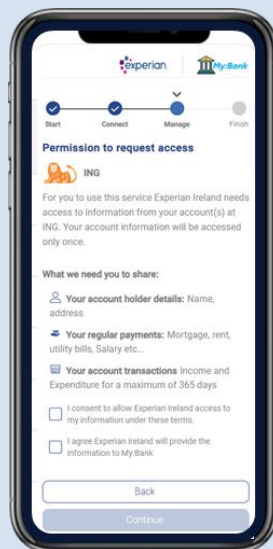 experian. My:Bank
Start Connect Manage Finish
Permission to request access
ING
For you to use this service Experian Ireland needs
access to information from your account(s) at
ING. Your account information will be accessed
only once.
What we need you to share:
Your account holder details: Name,
address
Your regular payments: Mortgage, rent,
utility bills, Salary etc...
Your account transactions Income and
Expenditure for a maximum of 365 days
I consent to allow Experian Ireland access to
my information under these terms.
I agree Experian Ireland will provide the
information to My:Bank
Back
Continue